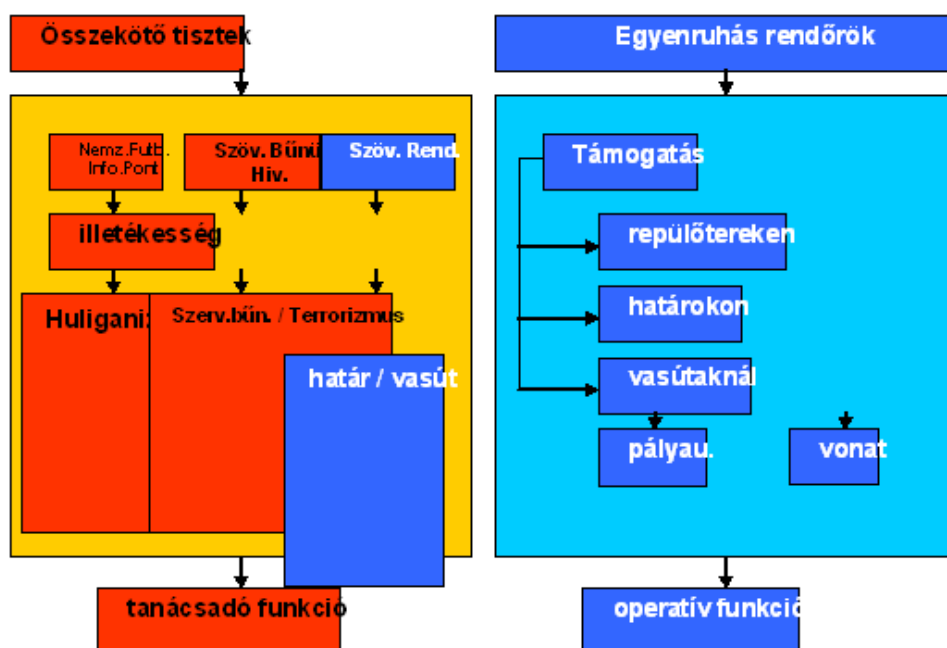 Összekötő tisztek
Egyenruhás rendőrök
Nemz.Futb.
Info.Pont
Szöv. Bűnü
Hiv.
Szöv. Rend.
Támogatás
illetékesség
repülőtereken
Huligani
Szerv.bűn. / Terrorizmus
határokon
határ / vasút
vasútaknál
pályau.
vonat
tanácsadó funkció
operatív funkció